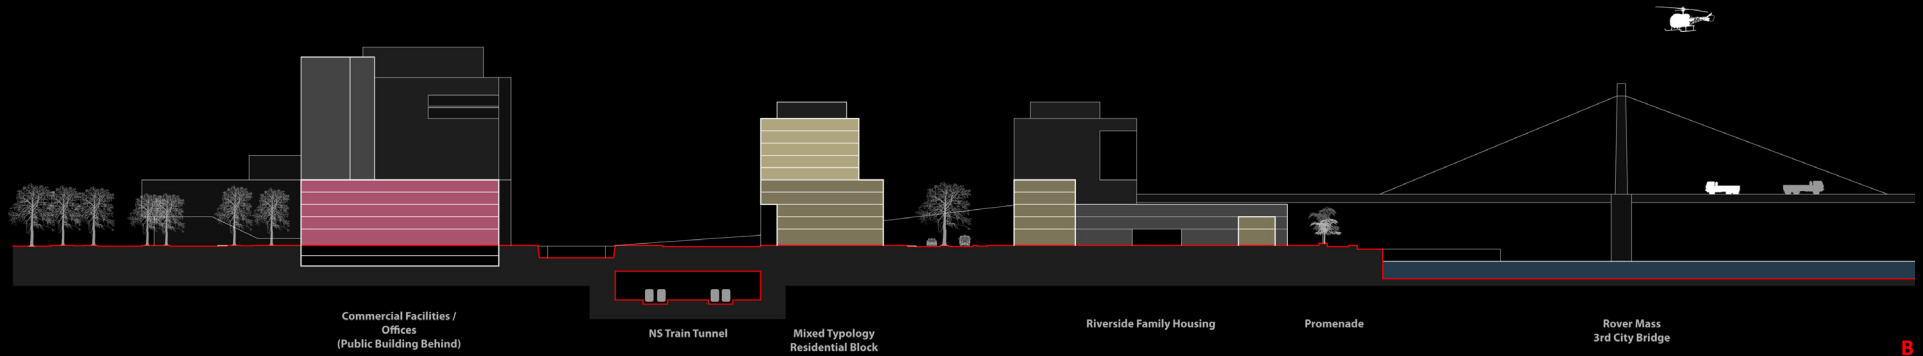 Commercial Facilities /
Offices
(Public Building Behind)
NS Train Tunnel
Mixed Typology
Residential Block
Riverside Family Housing
Promenade
Rover Mass
3rd City Bridge
B